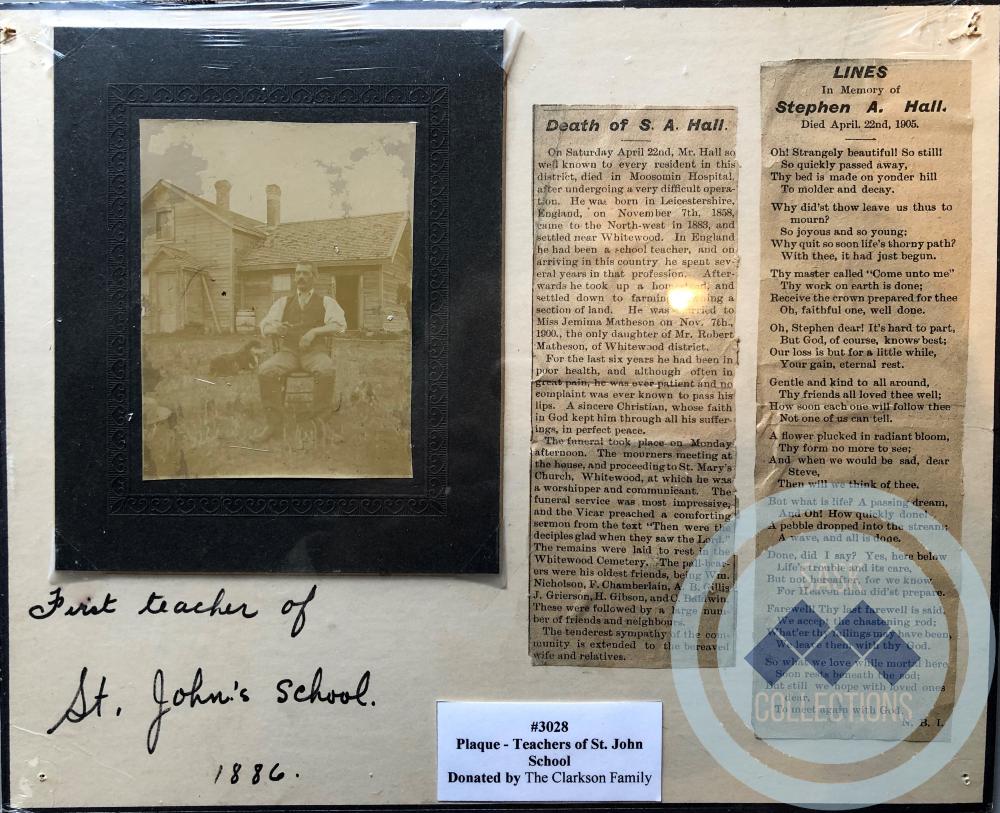 First teacher of
St. John's School.
1886.
Death of S. A. Hall.
On Saturday April 22nd, Mr. Hall so
well known to every resident in this
district, died in Moosomin Hospital,
after undergoing a very difficult opera-
tion. He was born in Leicestershire,
England, on November 7th, 1858,
came to the North-west in 1883, and
settled near Whitewood. In England
he had been a school teacher, and on
arriving in this country he spent sev-
eral years in that profession. After-
wards he took up a and
settled down to a
section of land. He was to
Miss Jemima Matheson on Nov. 7th.,
1900., the only daughter of Mr. Robert
Matheson, of Whitewood district.
For the last six years he had been in
poor health, and although often in
great pain, he was ever patient and no
complaint was ever known to pass his
lips. A sincere Christian, whose faith
in God kept him through all his suffer-
ings, in perfect peace.
The funeral took place on Monday
afternoon. The mourners meeting at
the house, and proceeding to St. Mary's
Church, Whitewood, at which he was
a worshipper and communicant. The
funeral service was most impressive,
and the Vicar preached a comforting
sermon from the text "Then were the
deciples glad when they saw the Lord."
The remains were laid to rest in the
Whitewood Cemetery. The pall-bear-
ers were his oldest friends, being Wm.
Nicholson, F. Chamberlain, A. B. Gillis
J. Grierson, H. Gibson, and C. Baldwin.
These were followed by a large num-
ber of friends and neighbours.
The tenderest sympathy of the com-
munity is extended to the bereaved
wife and relatives.
LINES
In Memory of
Stephen A. Hall.
Died April. 22nd, 1905.
Oh! Strangely beautiful! So still!
So quickly passed away,
Thy bed is made on yonder hill
To molder and decay.
Why did'st thow leave us thus to
mourn?
So joyous and so young;
Why quit so soon life's thorny path?
With thee, it had just begun.
Thy master called "Come unto me"
Thy work on earth is done;
Receive the crown prepared for thee
Oh, faithful one, well done.
Oh, Stephen dear! It's hard to part,
But God, of course, knows best;
Our loss is but for a little while,
Your gain, eternal rest.
Gentle and kind to all around,
Thy friends all loved thee well;
How soon each one will follow thee
Not one of us can tell.
A flower plucked in radiant bloom,
Thy form no more to see;
And when we would be sad, dear
Steve,
Then will we think of thee.
But what is life? A passing dream,
And Oh! How quickly done!
A pebble dropped into the stream;
A wave, and all is done.
Done, did I say? Yes, here below
Life's trouble and its care,
But not hereafter, for we know
For Heaven thou did'st prepare.
Farewell! Thy last farewell is said,
We accept the chastening rod;
What'er thy killings may have been,
We leave them with thy God.
So what we love while mortal here
Soon rests beneath the sod;
But still we hope with loved ones
dear,
To meet again with God.
N. B. I.
#3028
Plaque - Teachers of St. John
School
Donated by The Clarkson Family
SASK
COLLECTIONS